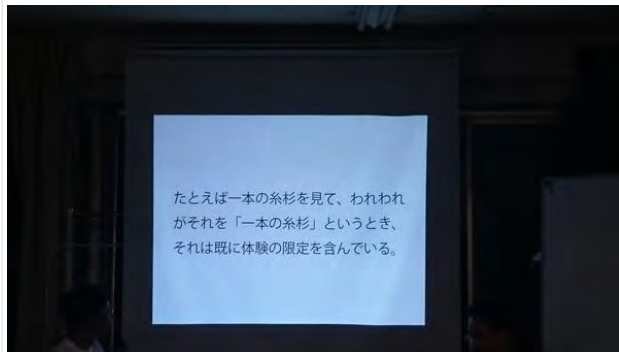 たとえば一本の糸杉を見て、われわれ
がそれを「一本の糸杉」というとき、
それは既に体験の限定を含んでいる。